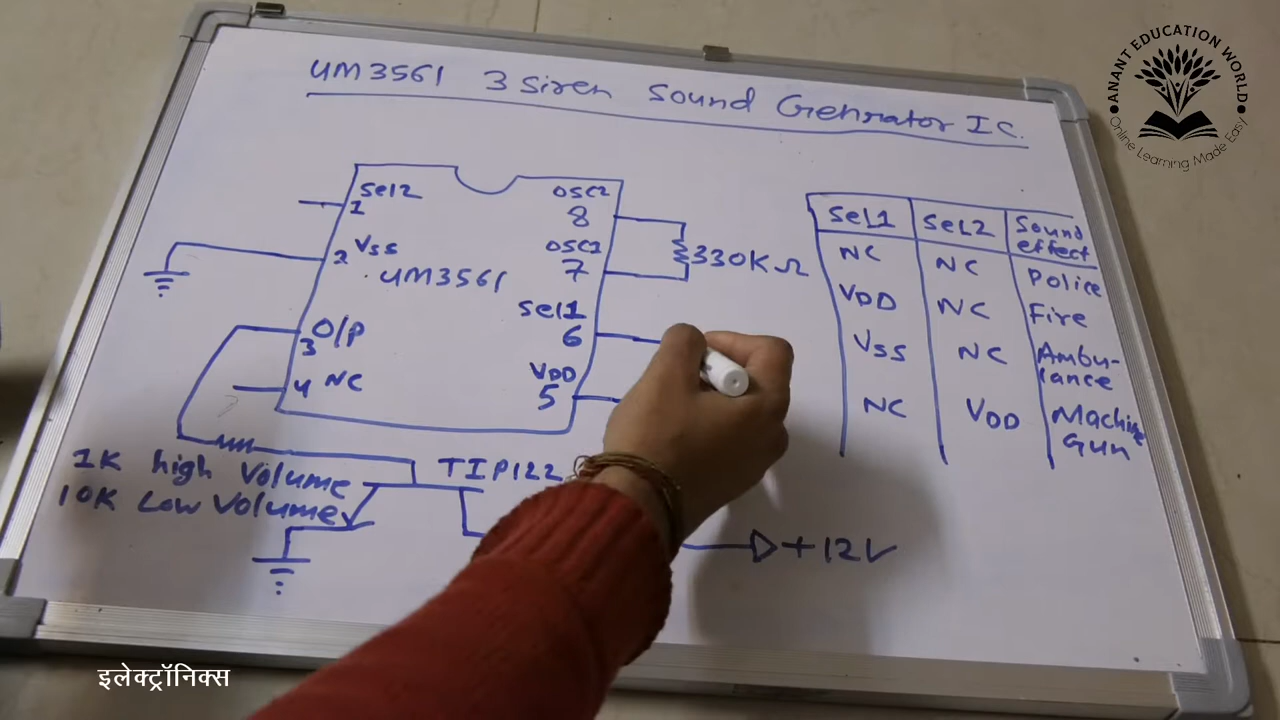 UM3561 3 Siren Sound Genrator IC.
Sel2
1
2 Vss
O/P
3
4 NC
UM3561
OSC2
8
OSC1
7
Sel1
6
VDD
5
330KΩ
1K high Volume
10K Low Volume
TIP122
+12V
SeL1 SeL2 Sound effect
NC NC Police
VDD NC Fire
VSS NC Ambu-
lance
NC VDD Machine
Gun
ANANT EDUCATION WORLD
Online Learning Made Easy
इलेक्ट्रॉनिक्स